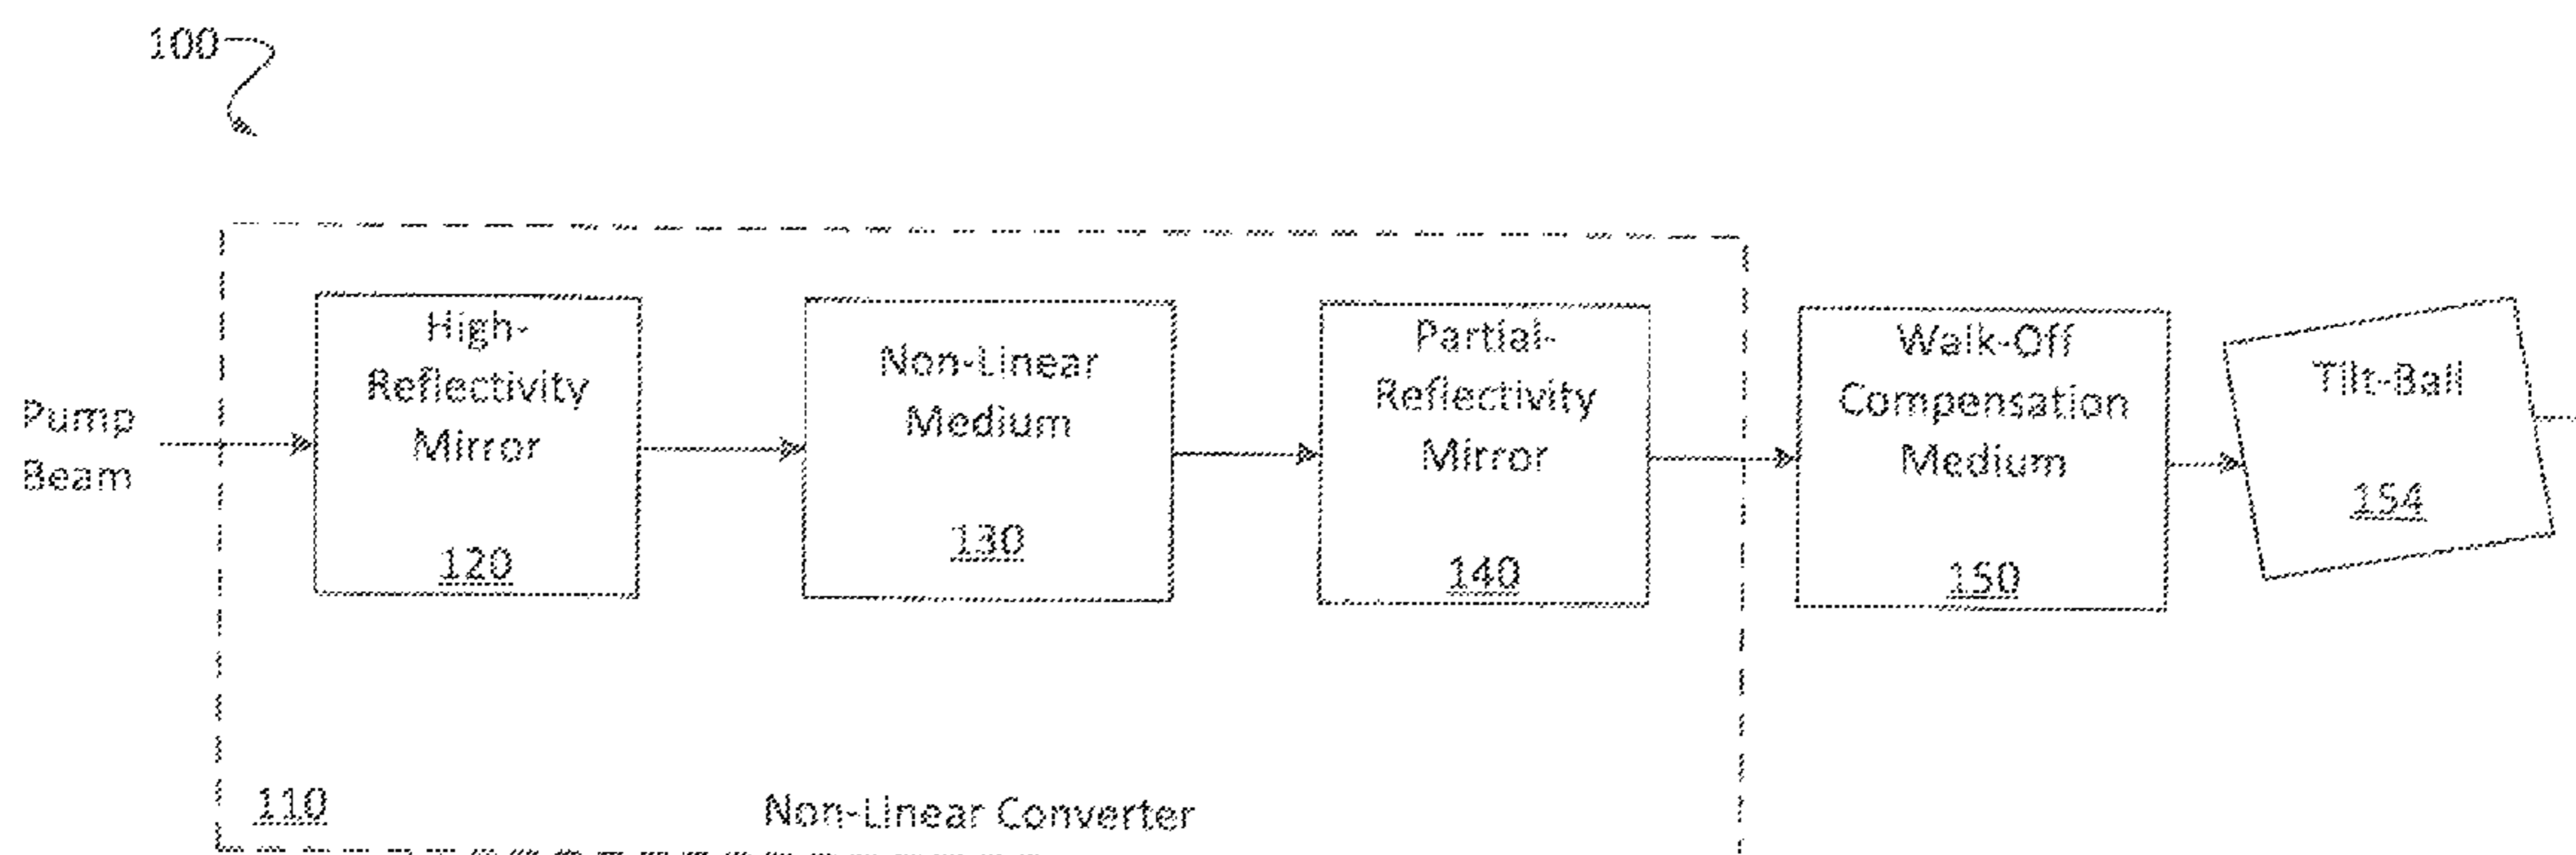 100
Pump
Beam
High-
Reflectivity
Mirror
120
Non-Linear
Medium
130
Partial-
Reflectivity
Mirror
140
Walk-Off
Compensation
Medium
150
Tilt-Ball
154
110
Non-Linear Converter